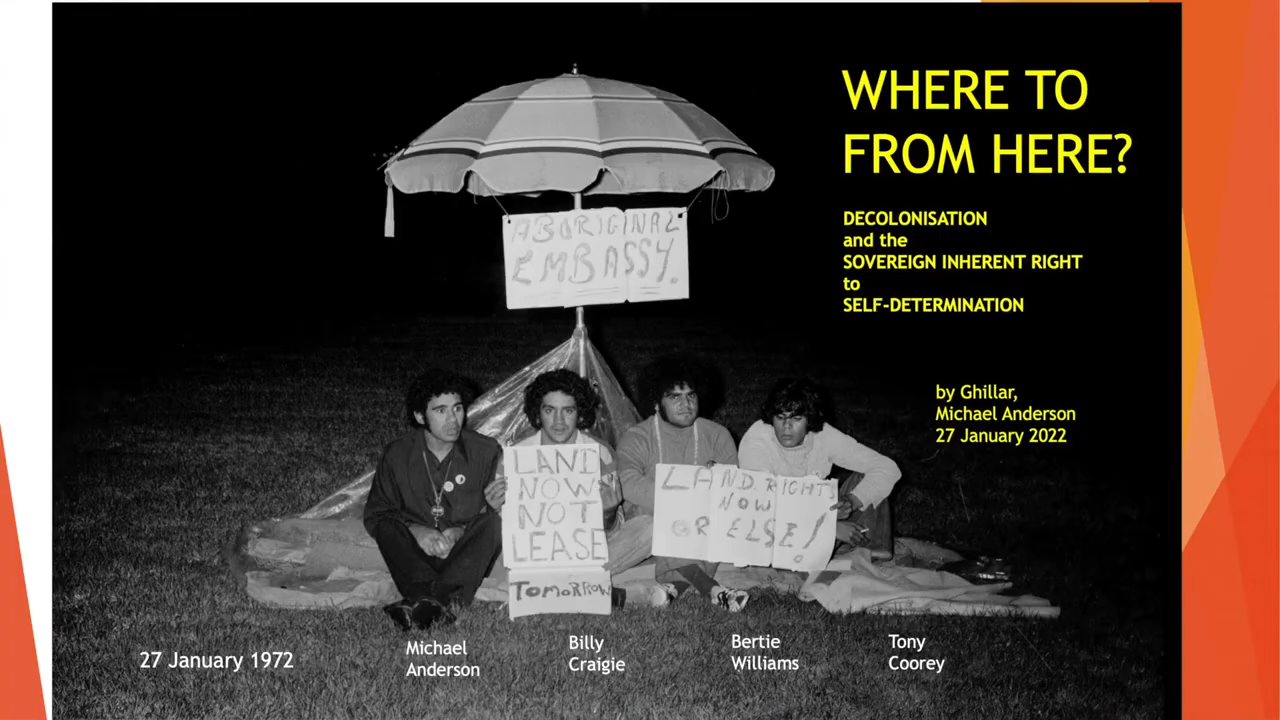 WHERE TO
FROM HERE?
DECOLONISATION
and the
SOVEREIGN INHERENT RIGHT
to
SELF-DETERMINATION
by Ghillar,
Michael Anderson
27 January 2022
ABORIGINAL
EMBASSY.
LAND
NOW
NOT
LEASE
TOMORROW
LAND RIGHTS
NOW
OR ELSE!
27 January 1972
Michael
Anderson
Billy
Craigie
Bertie
Williams
Tony
Coorey